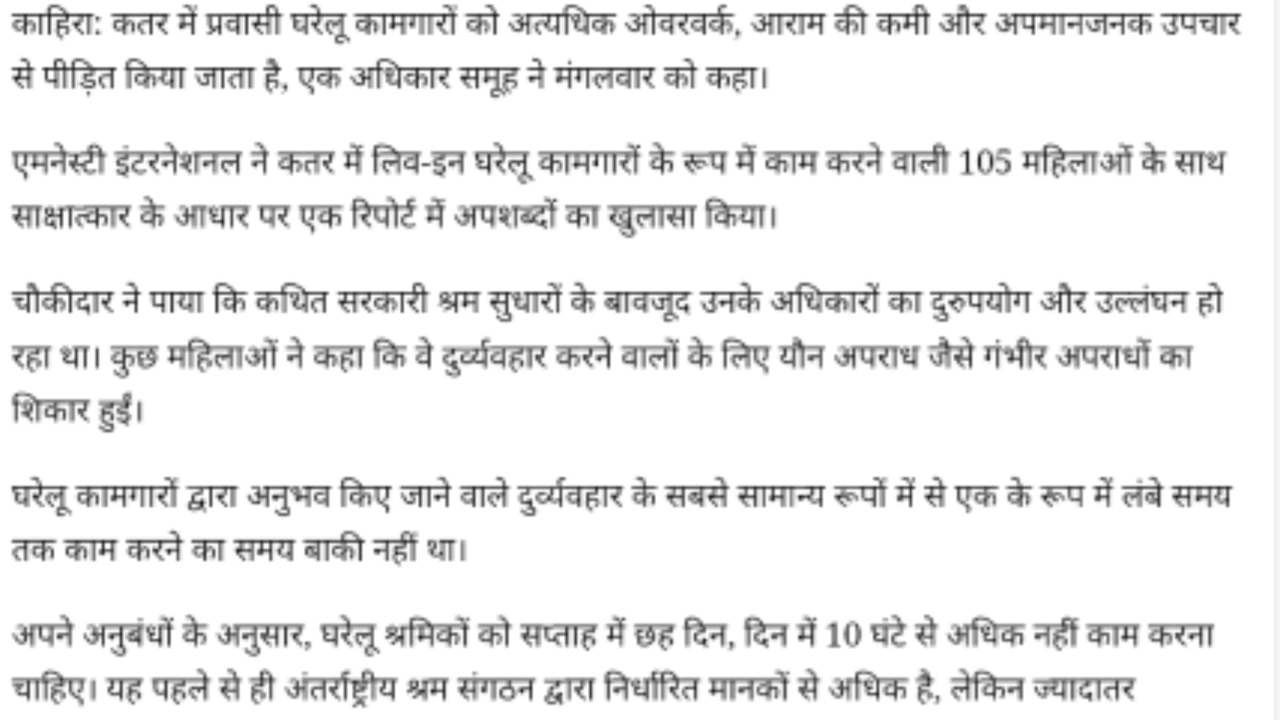 काहिरा: कतर में प्रवासी घरेलू कामगारों को अत्यधिक ओवरवर्क, आराम की कमी और अपमानजनक उपचार
से पीड़ित किया जाता है, एक अधिकार समूह ने मंगलवार को कहा।
एमनेस्टी इंटरनेशनल ने कतर में लिव-इन घरेलू कामगारों के रूप में काम करने वाली 105 महिलाओं के साथ
साक्षात्कार के आधार पर एक रिपोर्ट में अपशब्दों का खुलासा किया।
चौकीदार ने पाया कि कथित सरकारी श्रम सुधारों के बावजूद उनके अधिकारों का दुरुपयोग और उल्लंघन हो
रहा था। कुछ महिलाओं ने कहा कि वे दुर्व्यवहार करने वालों के लिए यौन अपराध जैसे गंभीर अपराधों का
शिकार हुईं।
घरेलू कामगारों द्वारा अनुभव किए जाने वाले दुर्व्यवहार के सबसे सामान्य रूपों में से एक के रूप में लंबे समय
तक काम करने का समय बाकी नहीं था।
अपने अनुबंधों के अनुसार, घरेलू श्रमिकों को सप्ताह में छह दिन, दिन में 10 घंटे से अधिक नहीं काम करना
चाहिए। यह पहले से ही अंतर्राष्ट्रीय श्रम संगठन द्वारा निर्धारित मानकों से अधिक है, लेकिन ज्यादातर